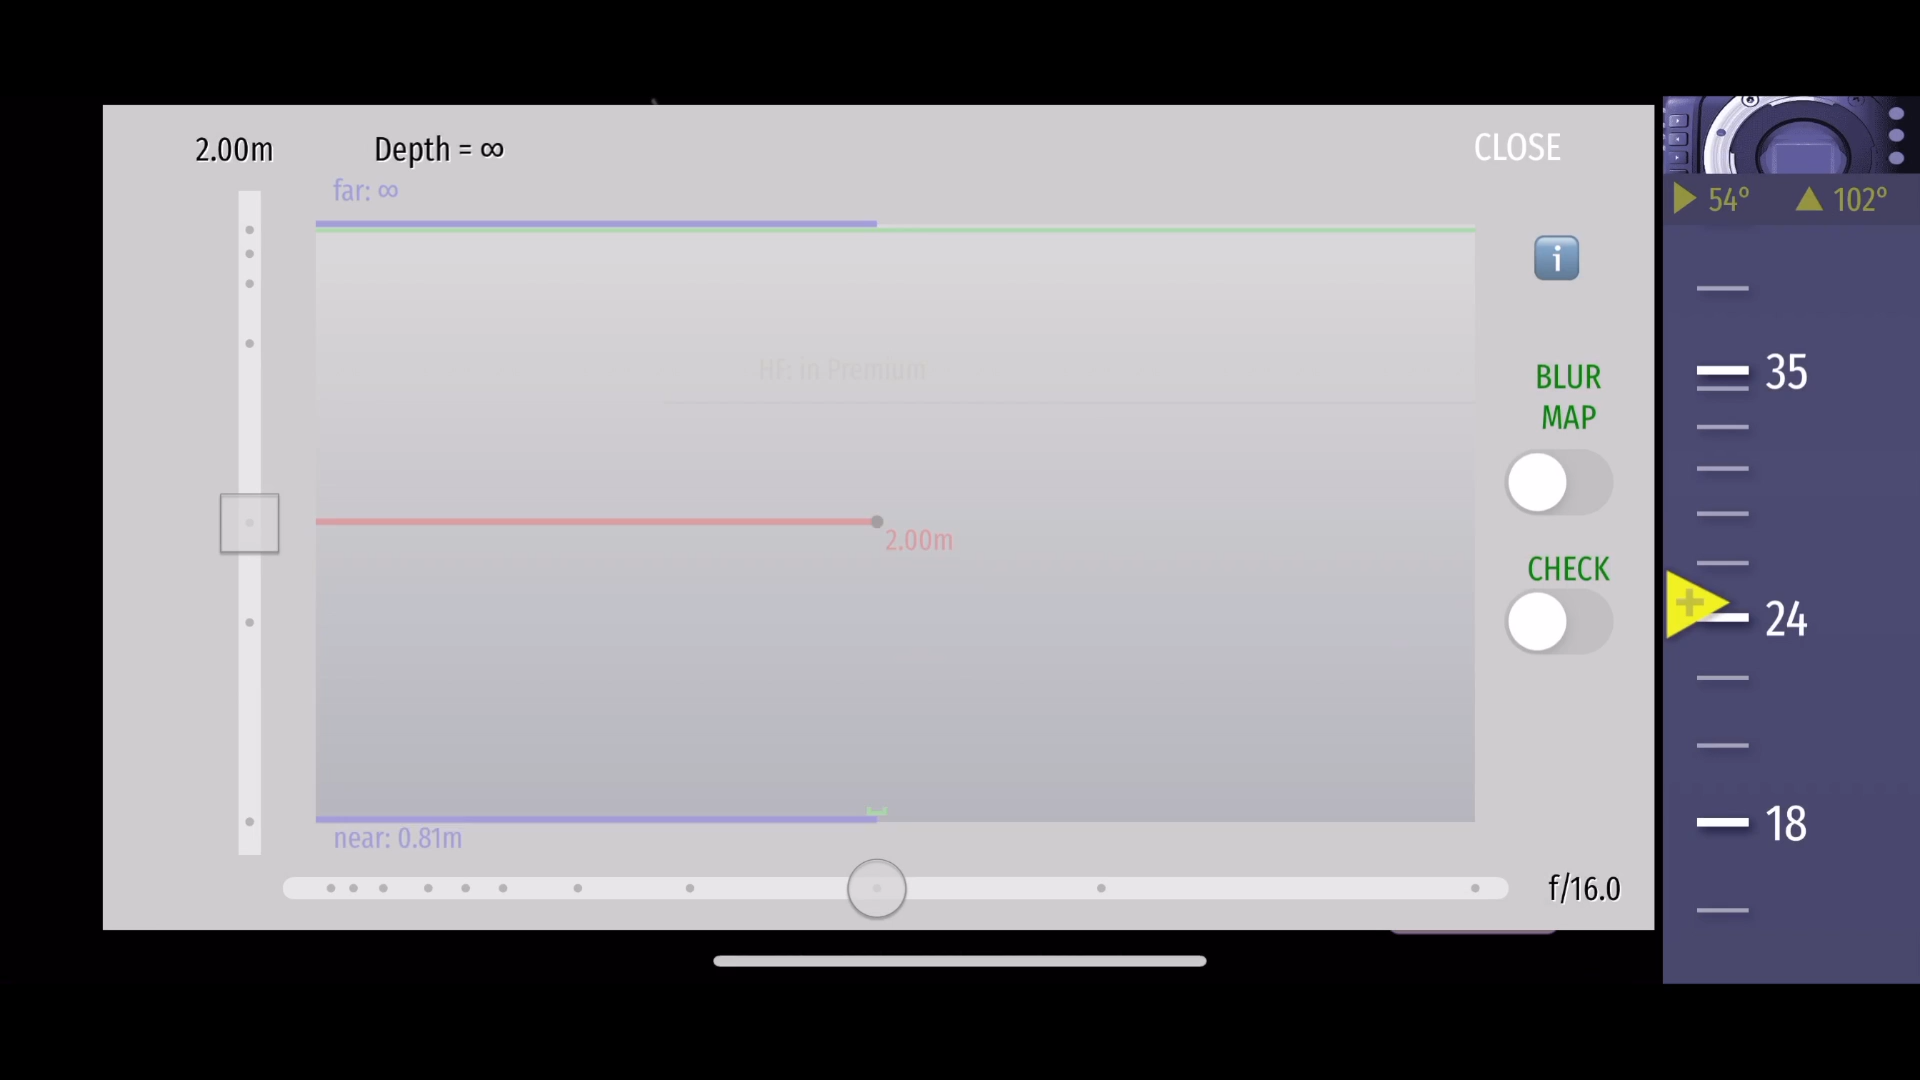 2.00m
Depth = ∞
CLOSE
far: ∞
54° 102°
i
HF: in Premium
BLUR
MAP
35
2.00m
CHECK
24
near: 0.81m
18
f/16.0